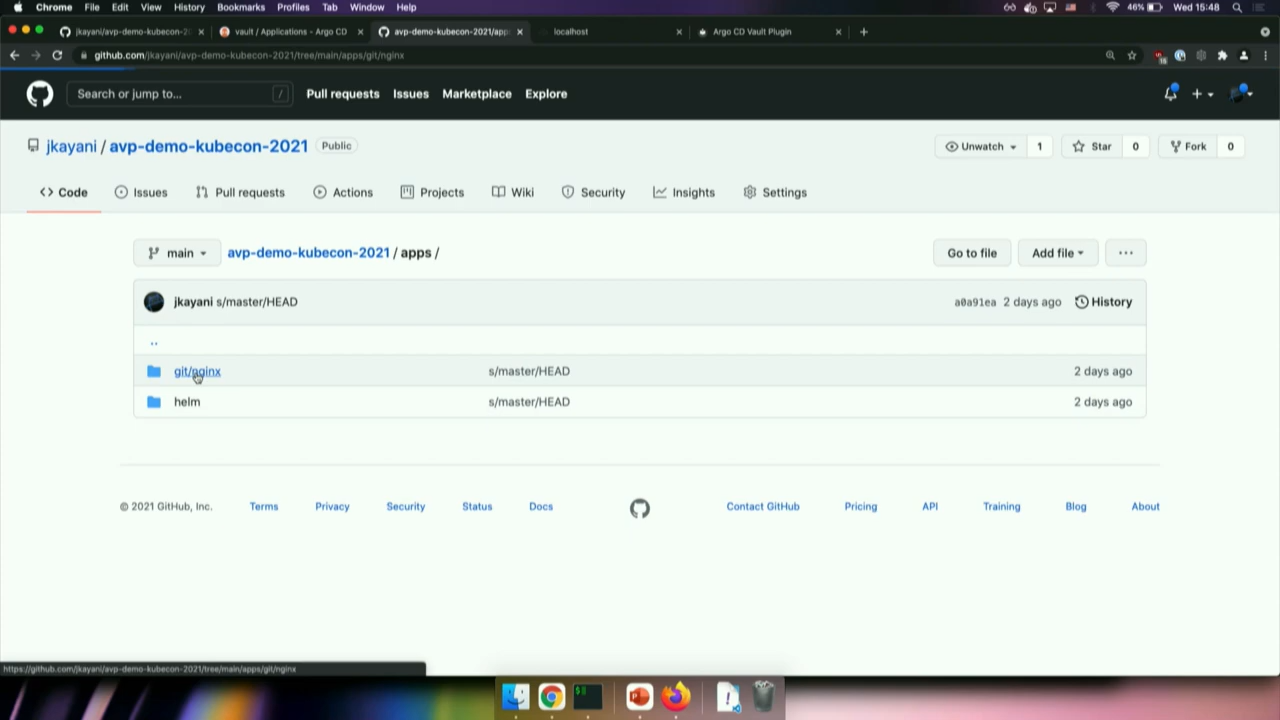 Chrome File Edit View History Bookmarks Profiles Tab Window Help 46% Wed 15:48
jkayani/avp-demo-kubecon-2 vault / Applications - Argo CD avp-demo-kubecon-2021/app localhost Argo CD Vault Plugin
github.com/jkayani/avp-demo-kubecon-2021/tree/main/apps/git/nginx
Search or jump to... / Pull requests Issues Marketplace Explore
jkayani / avp-demo-kubecon-2021 Public Unwatch 1 Star 0 Fork 0
Code Issues Pull requests Actions Projects Wiki Security Insights Settings
main avp-demo-kubecon-2021 / apps / Go to file Add file ...
jkayani s/master/HEAD a0a91ea 2 days ago History
..
git/nginx s/master/HEAD 2 days ago
helm s/master/HEAD 2 days ago
© 2021 GitHub, Inc. Terms Privacy Security Status Docs Contact GitHub Pricing API Training Blog About
https://github.com/jkayani/avp-demo-kubecon-2021/tree/main/apps/git/nginx